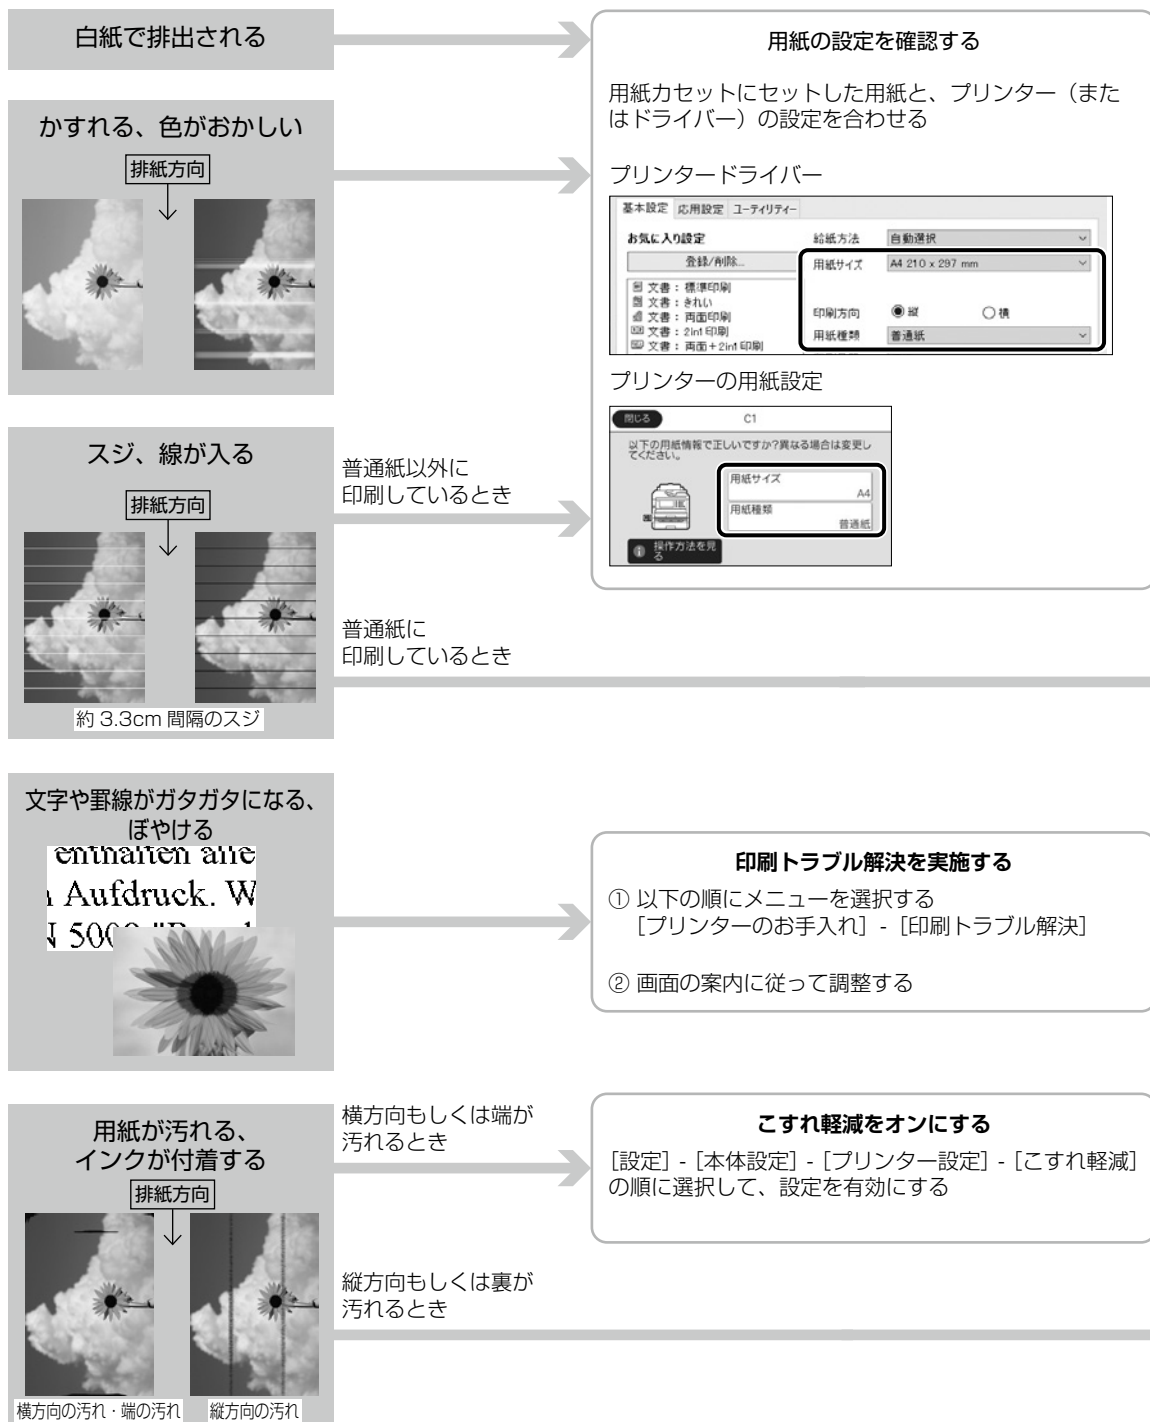 白紙で排出される
かすれる、色がおかしい
排紙方向
用紙の設定を確認する
用紙カセットにセットした用紙と、プリンター（また
はドライバー）の設定を合わせる
プリンタードライバー
基本設定 応用設定 ユーティリティー
お気に入り設定
登録/削除...
文書：標準印刷
文書：きれい
文書：両面印刷
文書：2in1 印刷
文書：両面＋2in1 印刷
給紙方法 自動選択
用紙サイズ A4 210 x 297 mm
印刷方向 縦 横
用紙種類 普通紙
プリンターの用紙設定
閉じる C1
以下の用紙情報で正しいですか?異なる場合は変更し
てください。
用紙サイズ
A4
用紙種類
普通紙
操作方法を見
る
スジ、線が入る
排紙方向
約 3.3cm 間隔のスジ
普通紙以外に
印刷しているとき
普通紙に
印刷しているとき
文字や罫線がガタガタになる、
ぼやける
enthalten alle
Aufdruck. W
印刷トラブル解決を実施する
① 以下の順にメニューを選択する
［プリンターのお手入れ］-［印刷トラブル解決］
② 画面の案内に従って調整する
用紙が汚れる、
インクが付着する
排紙方向
横方向の汚れ・端の汚れ
縦方向の汚れ
横方向もしくは端が
汚れるとき
縦方向もしくは裏が
汚れるとき
こすれ軽減をオンにする
［設定］-［本体設定］-［プリンター設定］-［こすれ軽減］
の順に選択して、設定を有効にする